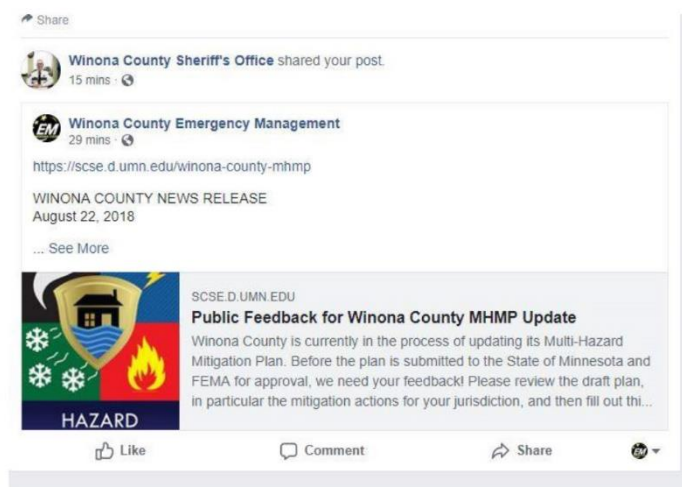 Share
Winona County Sheriff's Office shared your post.
15 mins ·
EM
Winona County Emergency Management
29 mins ·
https://scse.d.umn.edu/winona-county-mhmp
WINONA COUNTY NEWS RELEASE
August 22, 2018
... See More
HAZARD
SCSE.D.UMN.EDU
Public Feedback for Winona County MHMP Update
Winona County is currently in the process of updating its Multi-Hazard
Mitigation Plan. Before the plan is submitted to the State of Minnesota and
FEMA for approval, we need your feedback! Please review the draft plan,
in particular the mitigation actions for your jurisdiction, and then fill out thi...
Like
Comment
Share
EM